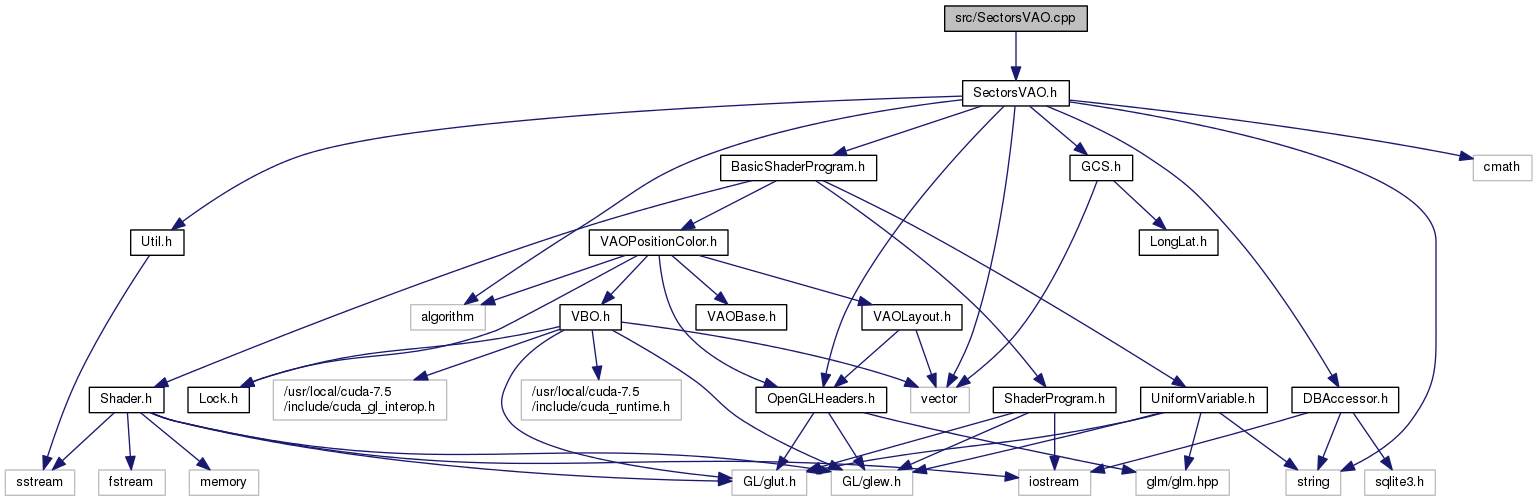 src/SectorsVAO.cpp
SectorsVAO.h
BasicShaderProgram.h
GCS.h
cmath
Util.h
VAOPositionColor.h
LongLat.h
algorithm
VBO.h
VAOBase.h
VAOLayout.h
Shader.h
Lock.h
/usr/local/cuda-7.5
/include/cuda_gl_interop.h
/usr/local/cuda-7.5
/include/cuda_runtime.h
OpenGLHeaders.h
vector
ShaderProgram.h
UniformVariable.h
DBAccessor.h
sstream
fstream
memory
GL/glut.h
GL/glew.h
iostream
glm/glm.hpp
string
sqlite3.h